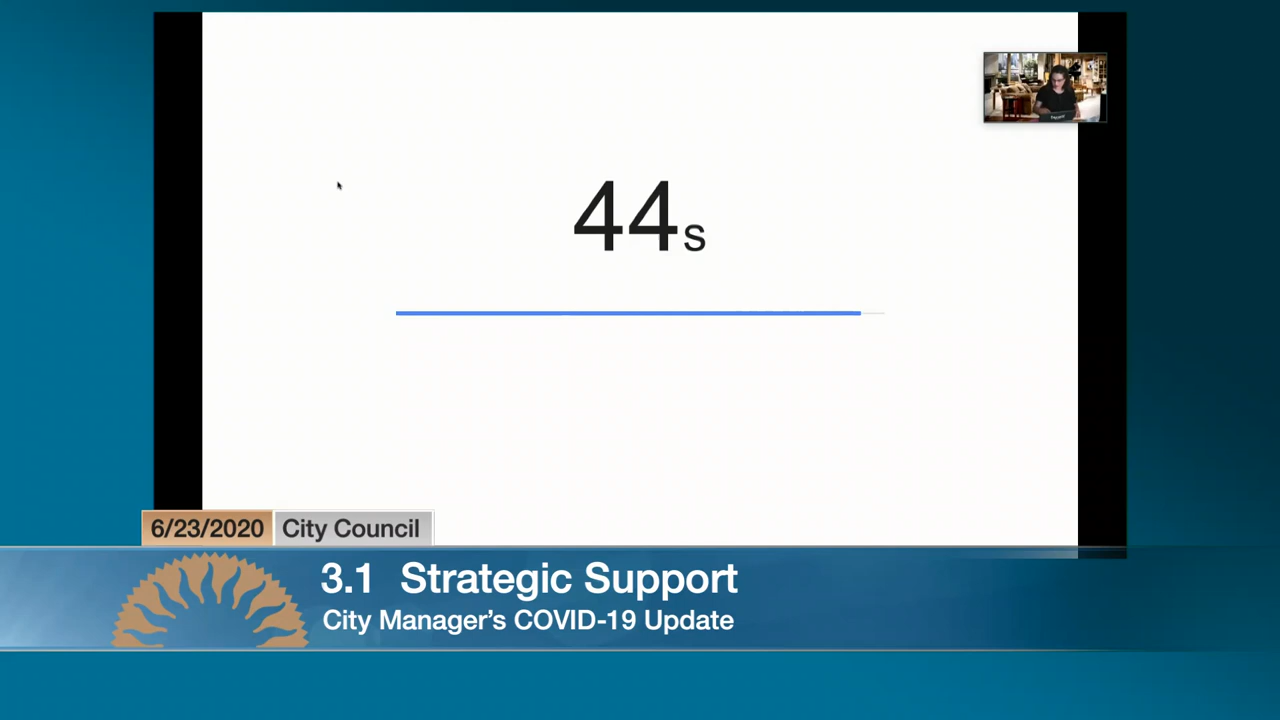 44s
6/23/2020 City Council
3.1 Strategic Support
City Manager's COVID-19 Update